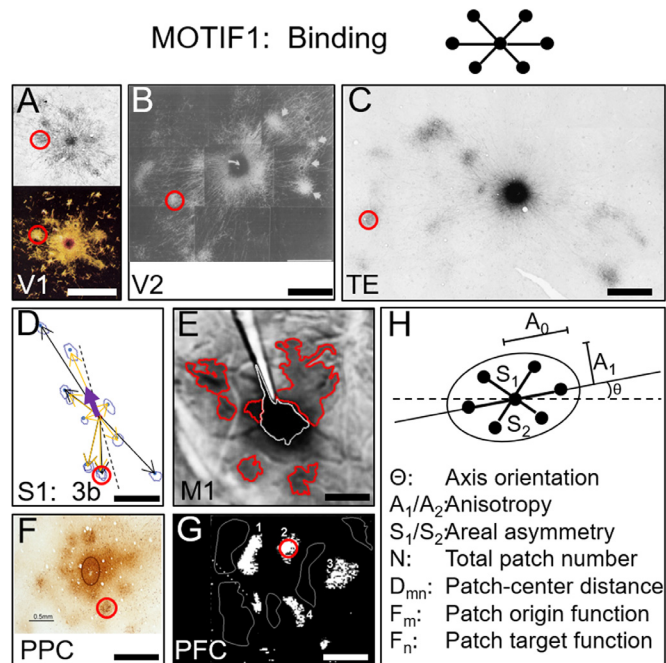 MOTIF1: Binding
A
V1
B
V2
C
TE
D
S1: 3b
E
M1
F
0.5mm
PPC
G
1
2
3
4
PFC
H
A0
A1
S1
S2
θ
Θ: Axis orientation
A1/A2: Anisotropy
S1/S2: Areal asymmetry
N: Total patch number
Dmn: Patch-center distance
Fm: Patch origin function
Fn: Patch target function